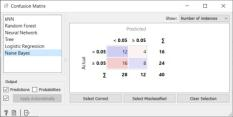 Confusion Matrix
Show: Number of instances
kNN
Random Forest
Neural Network
Tree
Logistic Regression
Naive Bayes
Predicted
< 0.05 ≥ 0.05 Σ
< 0.05 12 4 16
Actual
≥ 0.05 16 8 24
Σ 28 12 40
Output
Predictions Probabilities
Apply Automatically
Select Correct Select Misclassified Clear Selection